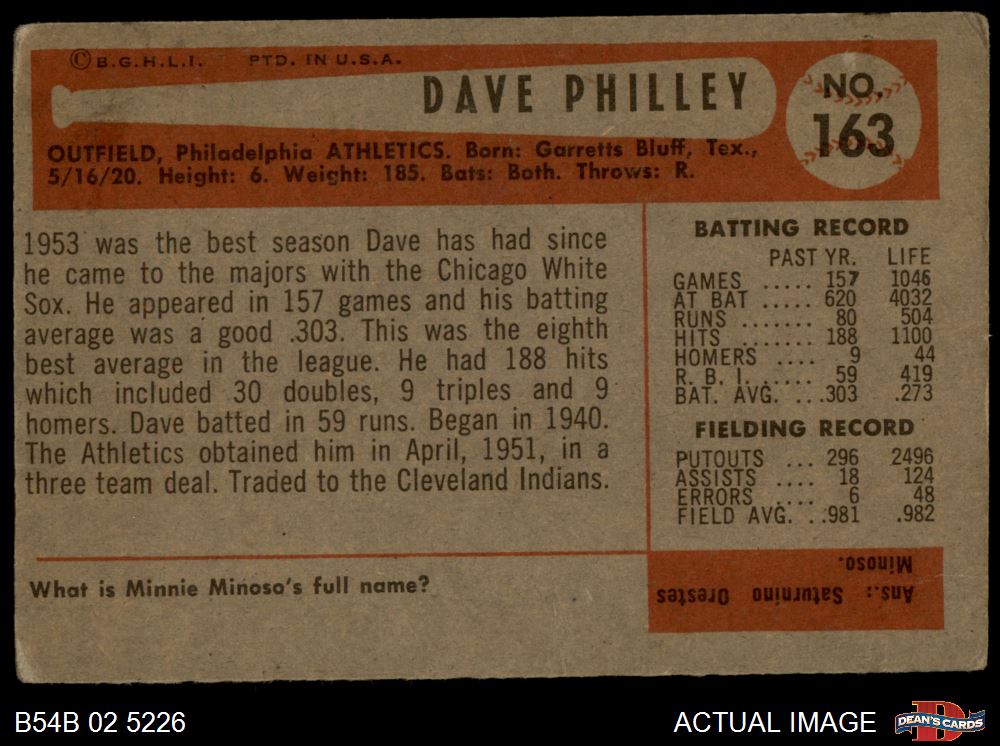 ©B.G.H.L.I. PTD. IN U.S.A.
DAVE PHILLEY
NO.
163
OUTFIELD, Philadelphia ATHLETICS. Born: Garretts Bluff, Tex.,
5/16/20. Height: 6. Weight: 185. Bats: Both. Throws: R.
1953 was the best season Dave has had since
he came to the majors with the Chicago White
Sox. He appeared in 157 games and his batting
average was a good .303. This was the eighth
best average in the league. He had 188 hits
which included 30 doubles, 9 triples and 9
homers. Dave batted in 59 runs. Began in 1940.
The Athletics obtained him in April, 1951, in a
three team deal. Traded to the Cleveland Indians.
BATTING RECORD
PAST YR. LIFE
GAMES ..... 157 1046
AT BAT ..... 620 4032
RUNS ....... 80 504
HITS ....... 188 1100
HOMERS .... 9 44
R. B. I. ..... 59 419
BAT. AVG. ...303 .273
FIELDING RECORD
PUTOUTS ... 296 2496
ASSISTS .... 18 124
ERRORS .... 6 48
FIELD AVG. ..981 .982
What is Minnie Minoso's full name?
Ans.: Saturnino Orestes
Minoso.
B54B 02 5226
ACTUAL IMAGE
D
DEAN'S CARDS